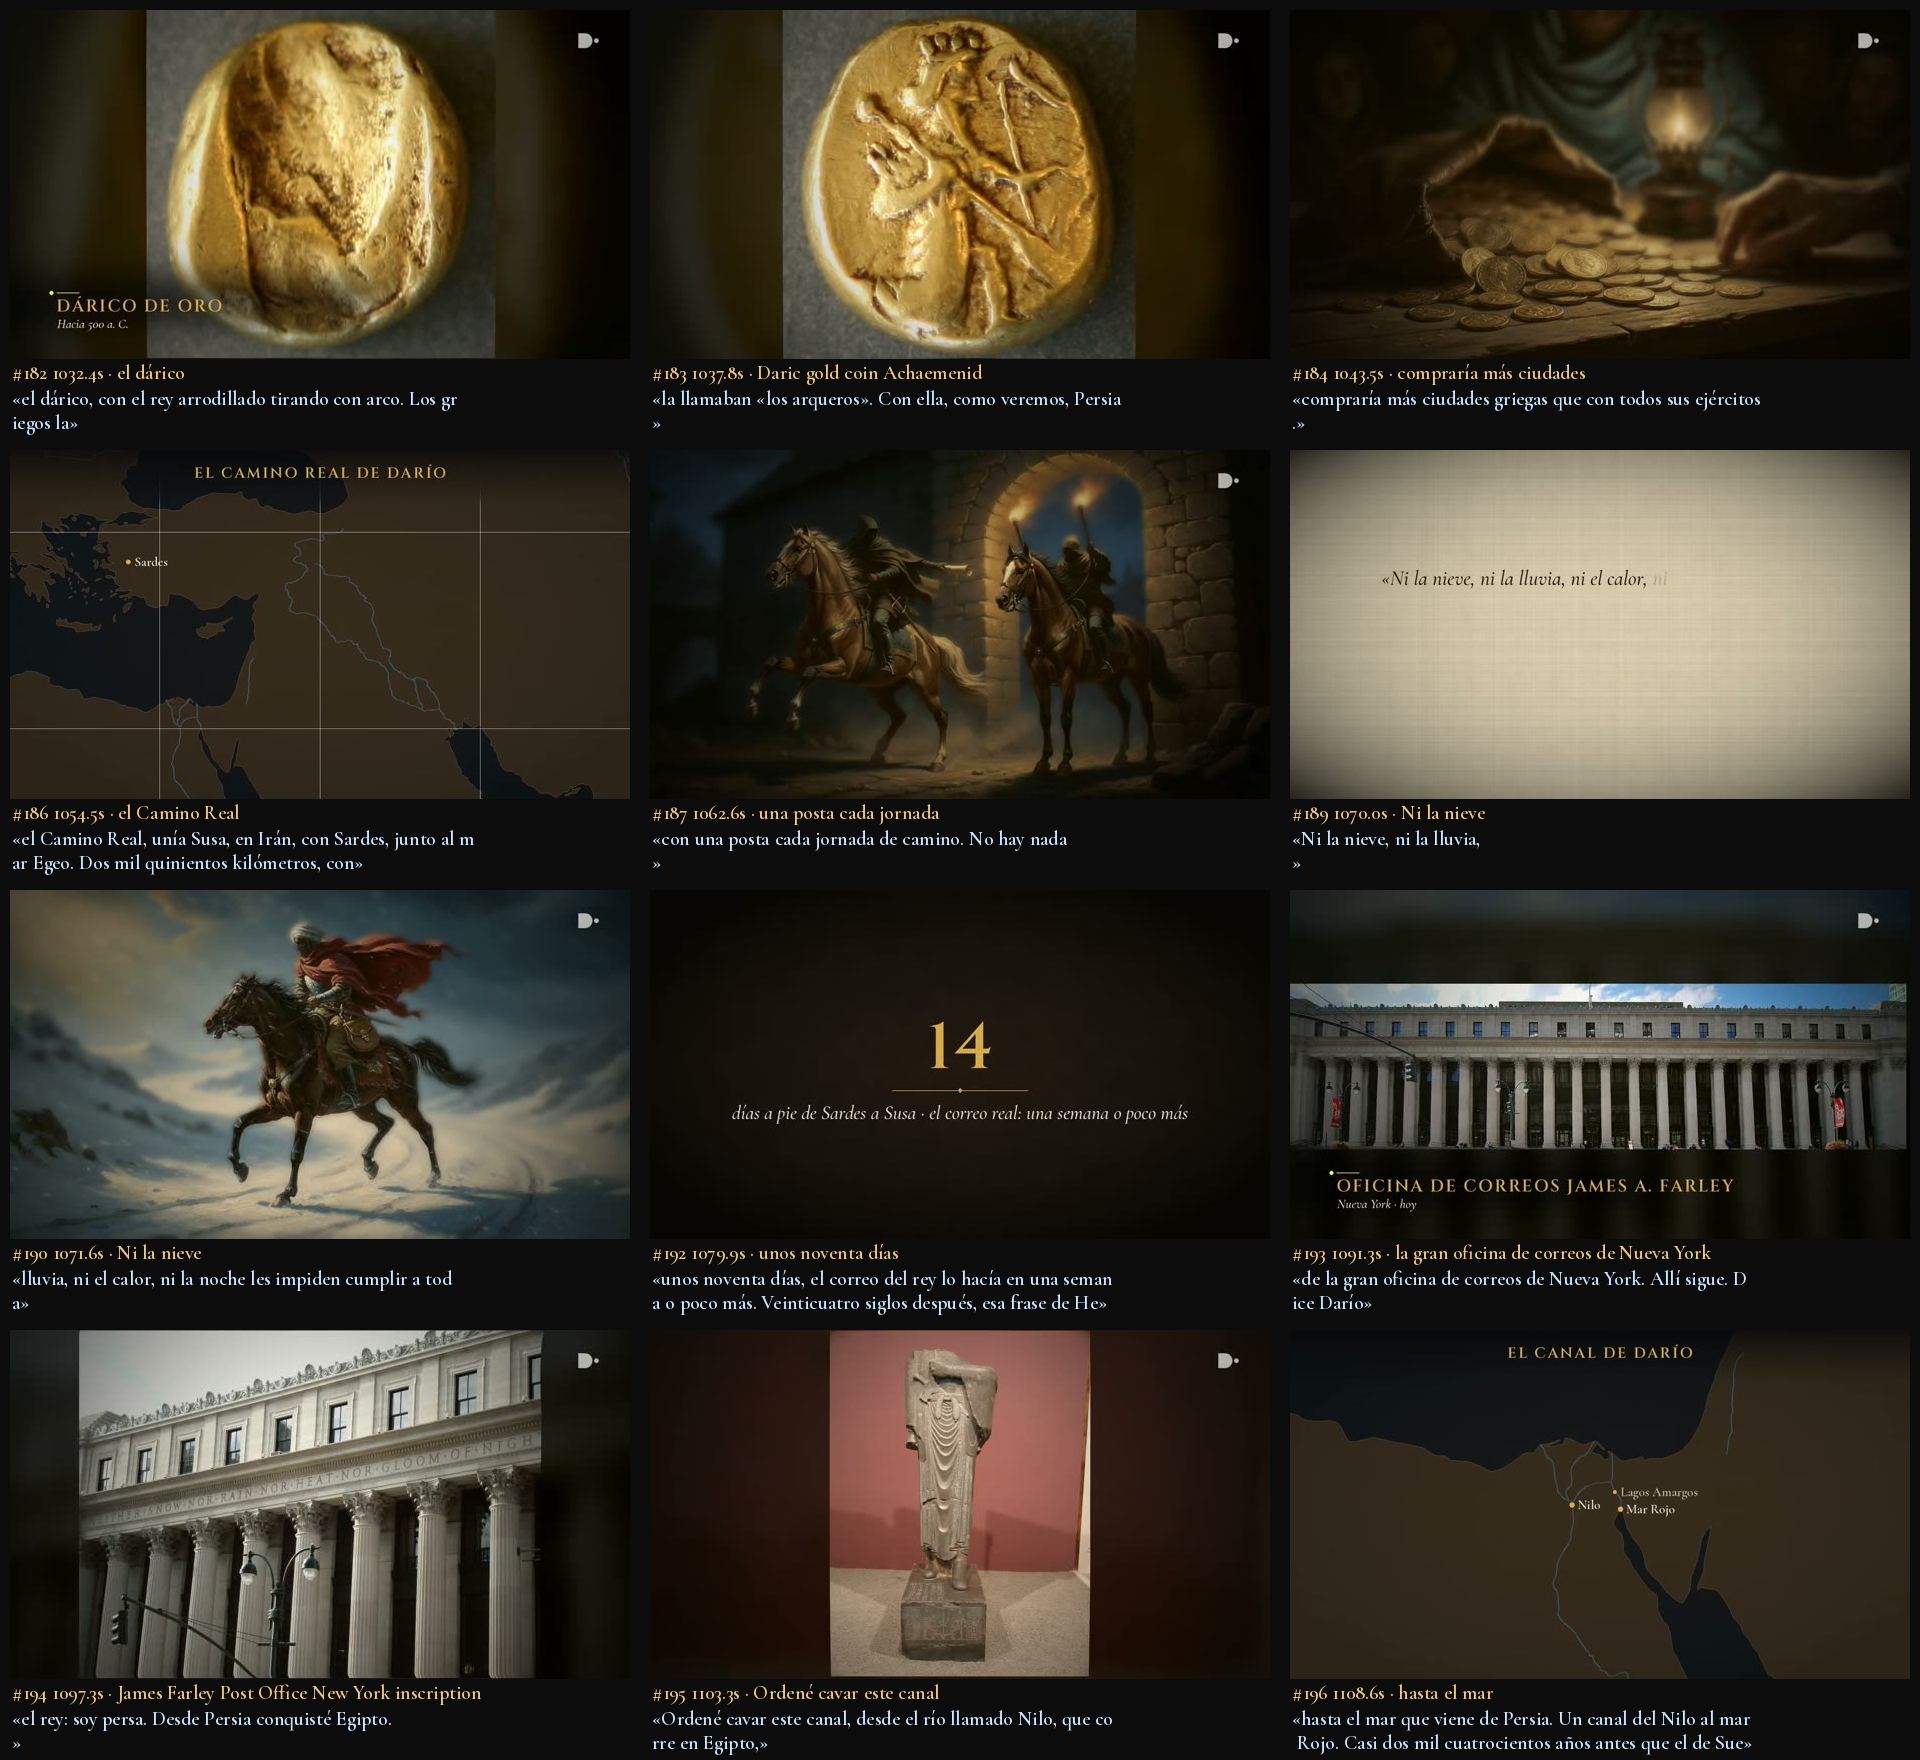 DÁRICO DE ORO
Hacia 500 a. C.
#182 1032.4s · el dárico
«el dárico, con el rey arrodillado tirando con arco. Los gr
iegos la»
#183 1037.8s · Daric gold coin Achaemenid
«la llamaban «los arqueros». Con ella, como veremos, Persia
»
#184 1043.5s · compraría más ciudades
«compraría más ciudades griegas que con todos sus ejércitos
.»
EL CAMINO REAL DE DARÍO
Sardes
#186 1054.5s · el Camino Real
«el Camino Real, unía Susa, en Irán, con Sardes, junto al m
ar Egeo. Dos mil quinientos kilómetros, con»
#187 1062.6s · una posta cada jornada
«con una posta cada jornada de camino. No hay nada
»
«Ni la nieve, ni la lluvia, ni el calor, ni
#189 1070.0s · Ni la nieve
«Ni la nieve, ni la lluvia,
»
#190 1071.6s · Ni la nieve
«lluvia, ni el calor, ni la noche les impiden cumplir a tod
a»
14
días a pie de Sardes a Susa · el correo real: una semana o poco más
#192 1079.9s · unos noventa días
«unos noventa días, el correo del rey lo hacía en una seman
a o poco más. Veinticuatro siglos después, esa frase de He»
OFICINA DE CORREOS JAMES A. FARLEY
Nueva York · hoy
#193 1091.3s · la gran oficina de correos de Nueva York
«de la gran oficina de correos de Nueva York. Allí sigue. D
ice Darío»
SNOW·NOR·RAIN·NOR·HEAT·NOR·GLOOM·OF·NIGH
#194 1097.3s · James Farley Post Office New York inscription
«el rey: soy persa. Desde Persia conquisté Egipto.
»
#195 1103.3s · Ordené cavar este canal
«Ordené cavar este canal, desde el río llamado Nilo, que co
rre en Egipto,»
EL CANAL DE DARÍO
Lagos Amargos
Nilo
Mar Rojo
#196 1108.6s · hasta el mar
«hasta el mar que viene de Persia. Un canal del Nilo al mar
Rojo. Casi dos mil cuatrocientos años antes que el de Sue»